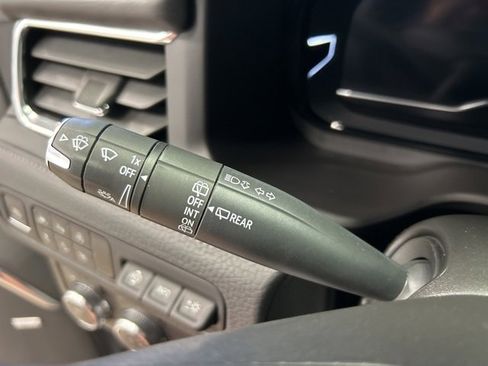 1x
OFF
OFF
INT
ON
REAR